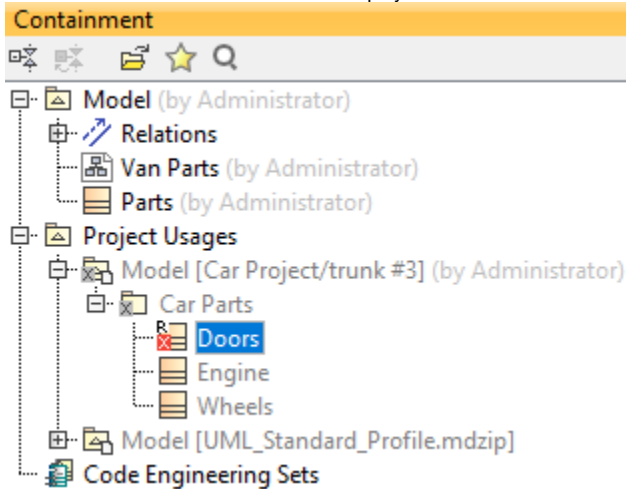 Containment
Model (by Administrator)
Relations
Van Parts (by Administrator)
Parts (by Administrator)
Project Usages
Model [Car Project/trunk #3] (by Administrator)
Car Parts
R
Doors
Engine
Wheels
Model [UML_Standard_Profile.mdzip]
Code Engineering Sets